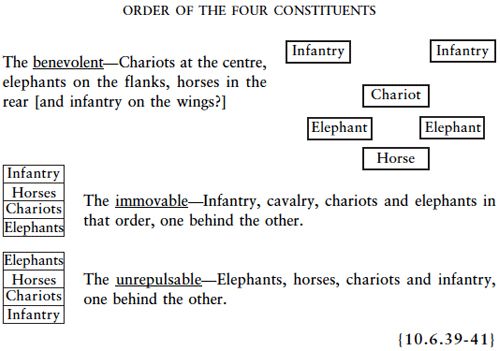 ORDER OF THE FOUR CONSTITUENTS
The benevolent—Chariots at the centre,
elephants on the flanks, horses in the
rear [and infantry on the wings?]
Infantry Infantry
Chariot
Elephant Elephant
Horse
Infantry
Horses
Chariots
Elephants
The immovable—Infantry, cavalry, chariots and elephants in
that order, one behind the other.
Elephants
Horses
Chariots
Infantry
The unrepulsable—Elephants, horses, chariots and infantry,
one behind the other.
{10.6.39-41}